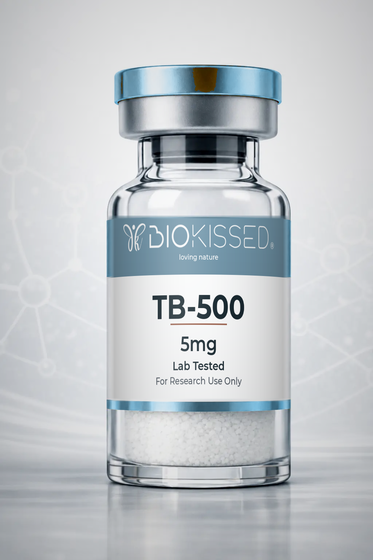 BIOKISSED®
loving nature
TB-500
5mg
Lab Tested
For Research Use Only